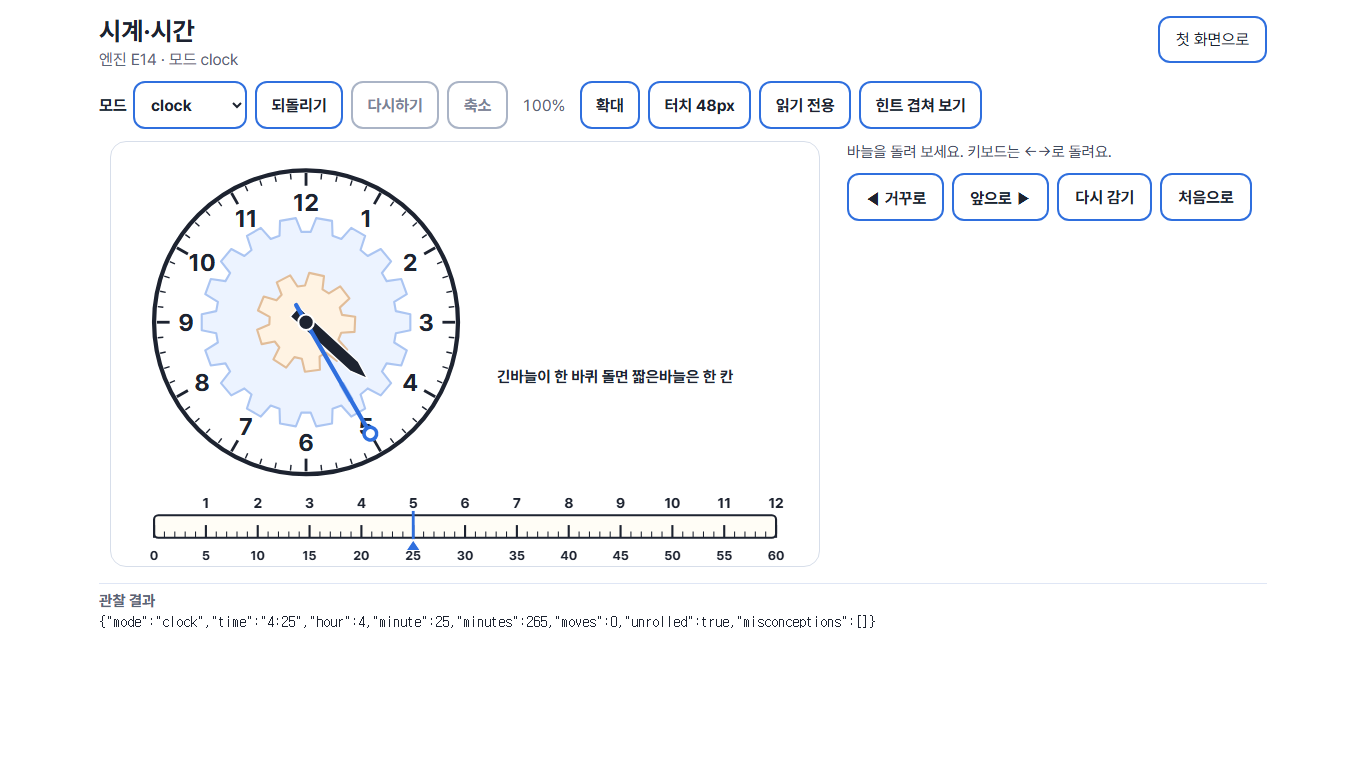 시계·시간
엔진 E14 · 모드 clock
첫 화면으로
모드 clock 되돌리기 다시하기 축소 100% 확대 터치 48px 읽기 전용 힌트 겹쳐 보기
바늘을 돌려 보세요. 키보드는 ←→로 돌려요.
◀ 거꾸로 앞으로 ▶ 다시 감기 처음으로
12
11 1
10 2
9 3
8 4
7 5
6
긴바늘이 한 바퀴 돌면 짧은바늘은 한 칸
1 2 3 4 5 6 7 8 9 10 11 12
0 5 10 15 20 25 30 35 40 45 50 55 60
관찰 결과
{"mode":"clock","time":"4:25","hour":4,"minute":25,"minutes":265,"moves":0,"unrolled":true,"misconceptions":[]}